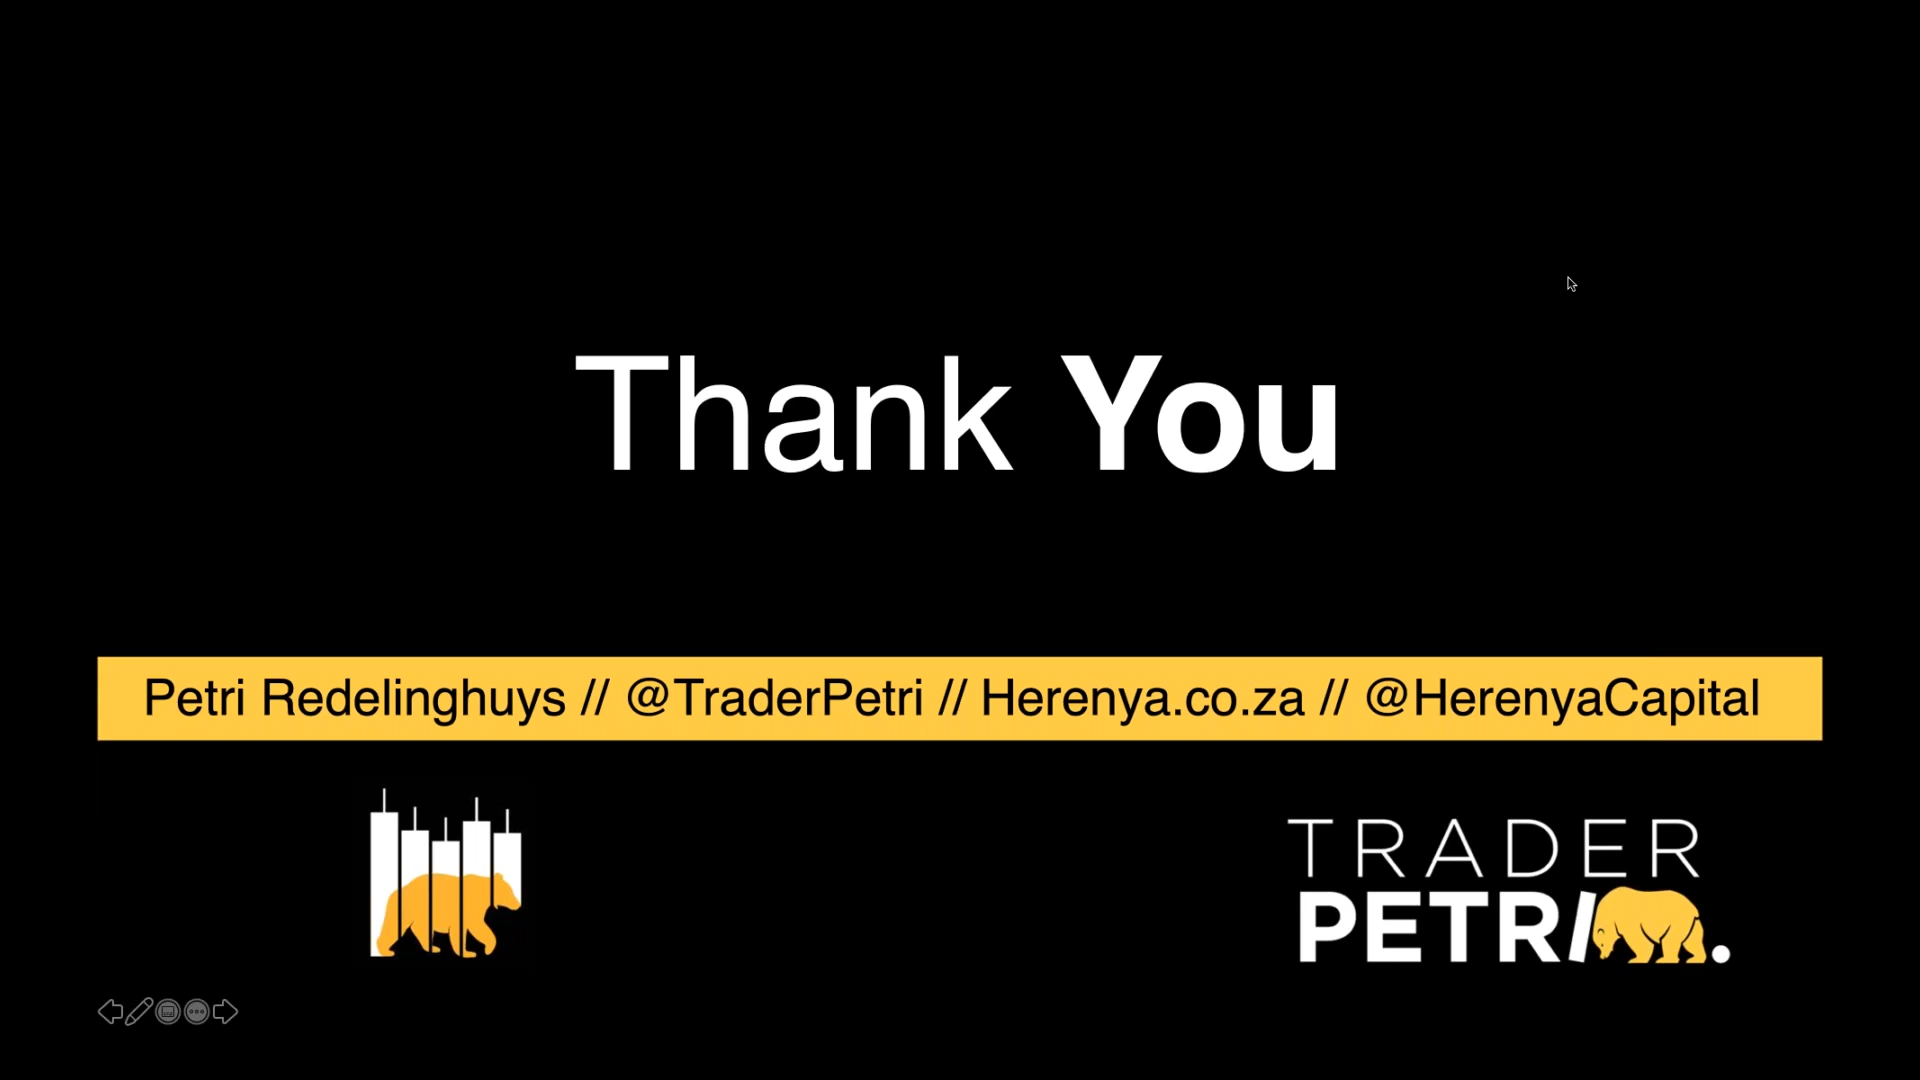 Thank You
Petri Redelinghuys // @TraderPetri // Herenya.co.za // @HerenyaCapital
TRADER
PETRI.